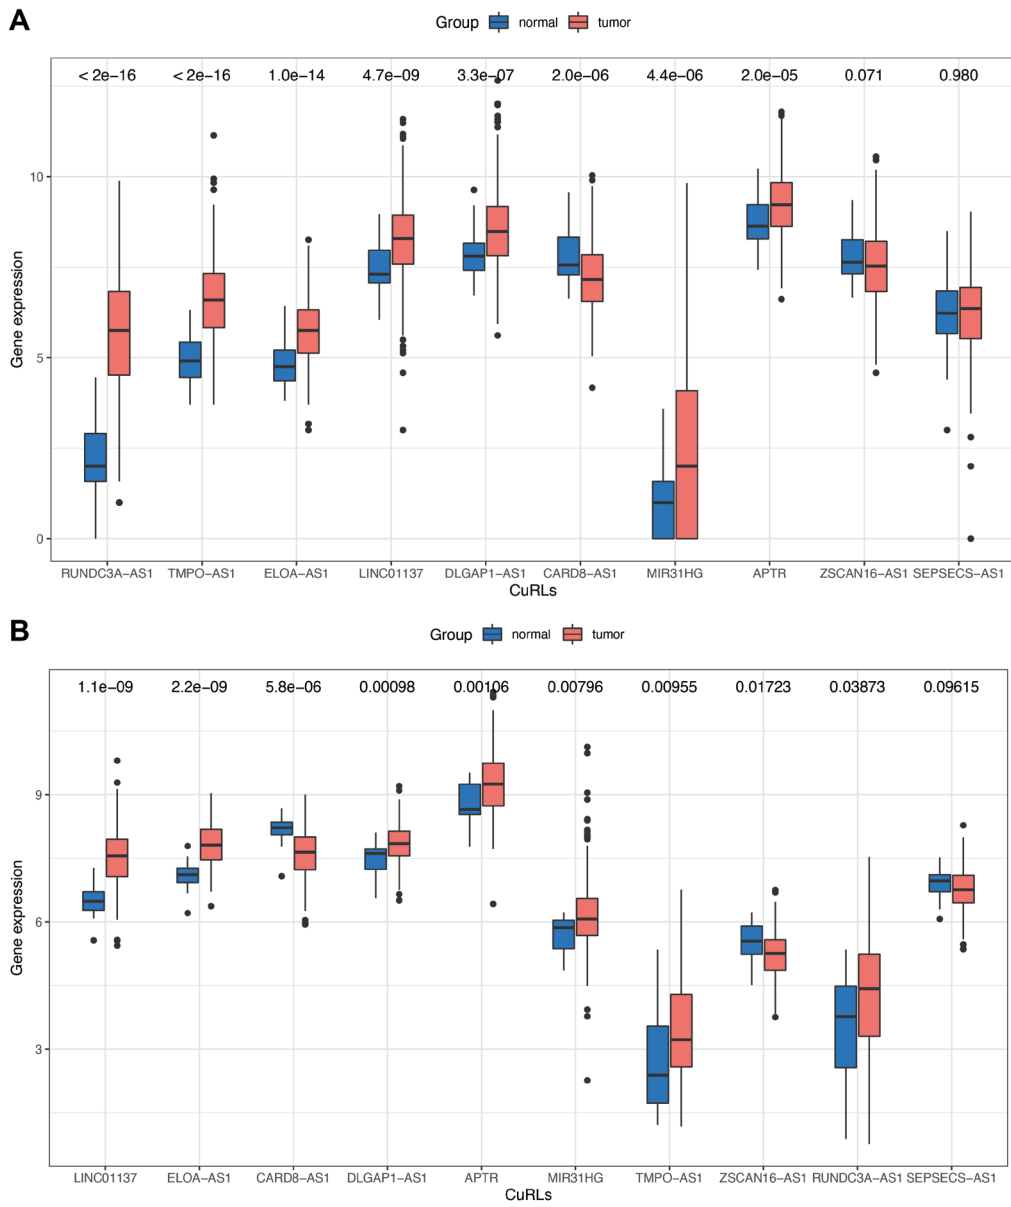 A
Group normal tumor
< 2e−16 < 2e−16 1.0e−14 4.7e−09 3.3e−07 2.0e−06 4.4e−06 2.0e−05 0.071 0.980
10
5
0
Gene expression
RUNDC3A−AS1 TMPO−AS1 ELOA−AS1 LINC01137 DLGAP1−AS1 CARD8−AS1 MIR31HG APTR ZSCAN16−AS1 SEPSECS−AS1
CuRLs
B
Group normal tumor
1.1e−09 2.2e−09 5.8e−06 0.00098 0.00106 0.00796 0.00955 0.01723 0.03873 0.09615
9
6
3
Gene expression
LINC01137 ELOA−AS1 CARD8−AS1 DLGAP1−AS1 APTR MIR31HG TMPO−AS1 ZSCAN16−AS1 RUNDC3A−AS1 SEPSECS−AS1
CuRLs